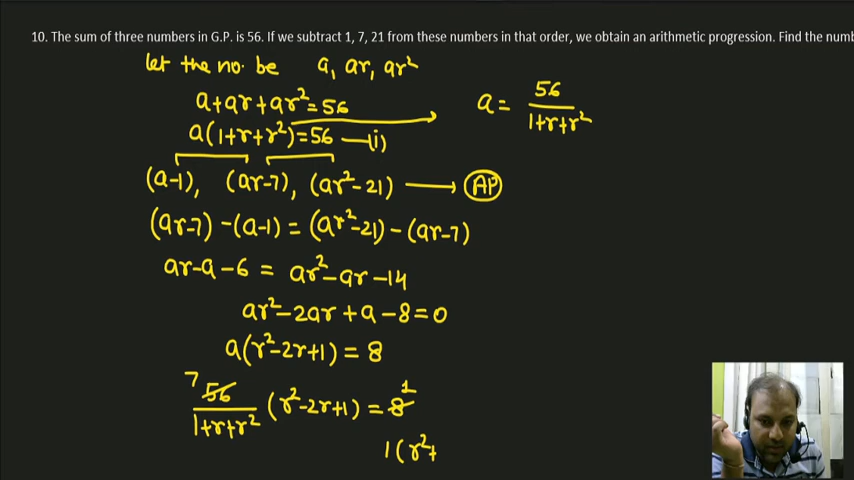 10. The sum of three numbers in G.P. is 56. If we subtract 1, 7, 21 from these numbers in that order, we obtain an arithmetic progression. Find the numb
let the no. be a, ar, ar²
a+ar+ar²=56
a = 56/(1+r+r²)
a(1+r+r²)=56 —(i)
(a-1), (ar-7), (ar²-21) → AP
(ar-7) -(a-1) = (ar²-21) - (ar-7)
ar-a-6 = ar²-ar-14
ar²-2ar+a-8=0
a(r²-2r+1) = 8
7 56/(1+r+r²) (r²-2r+1) = 8 1
1(r²+